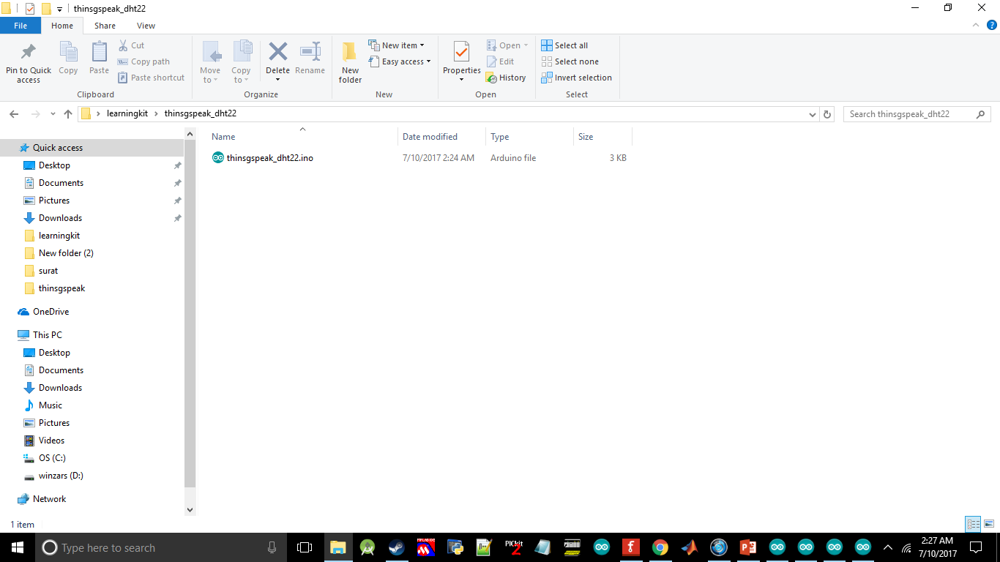 thinsgspeak_dht22
File Home Share View
Pin to Quick access
Copy
Paste
Cut
Copy path
Paste shortcut
Clipboard
Move to
Copy to
Delete
Rename
Organize
New folder
New item
Easy access
New
Properties
Open
Edit
History
Open
Select all
Select none
Invert selection
Select
learningkit > thinsgspeak_dht22
Search thinsgspeak_dht22
Quick access
Desktop
Documents
Pictures
Downloads
learningkit
New folder (2)
surat
thinsgspeak
OneDrive
This PC
Desktop
Documents
Downloads
Music
Pictures
Videos
OS (C:)
winzars (D:)
Network
Name Date modified Type Size
thinsgspeak_dht22.ino 7/10/2017 2:24 AM Arduino file 3 KB
1 item
Type here to search
PICkit
2
2:27 AM
7/10/2017